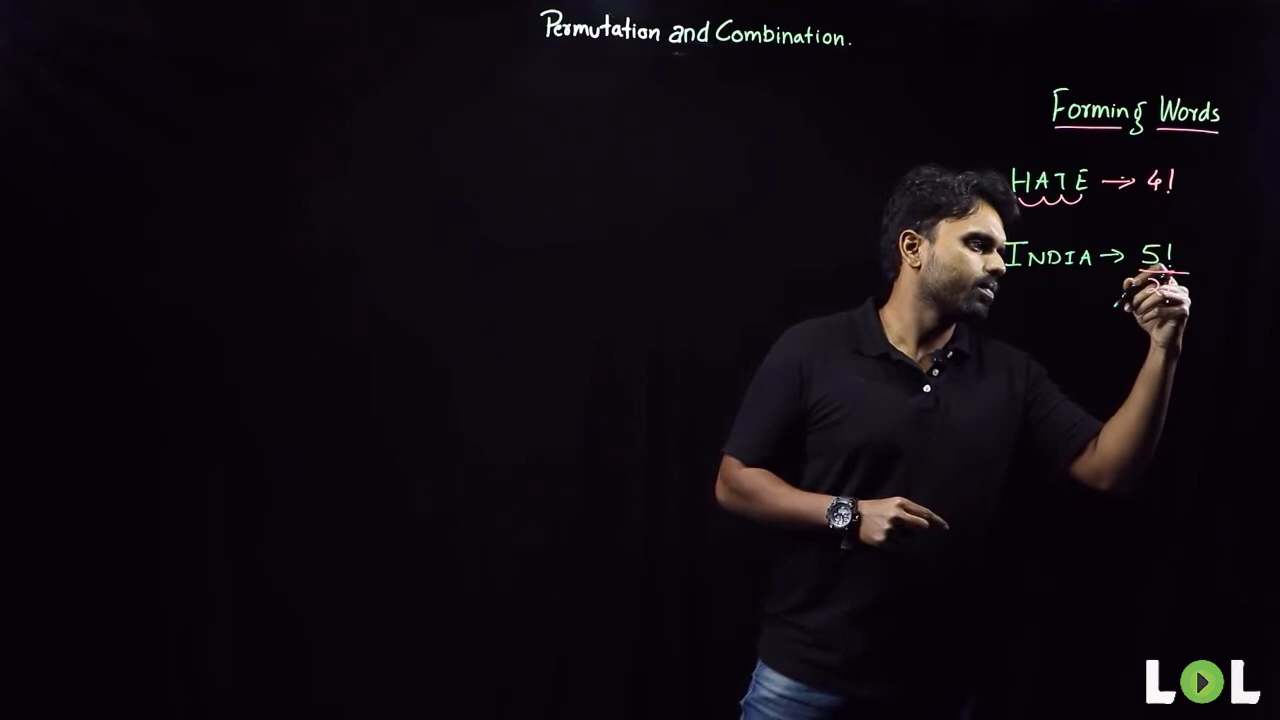 Permutation and Combination.
Forming Words
HATE → 4!
INDIA → 5!
LOL